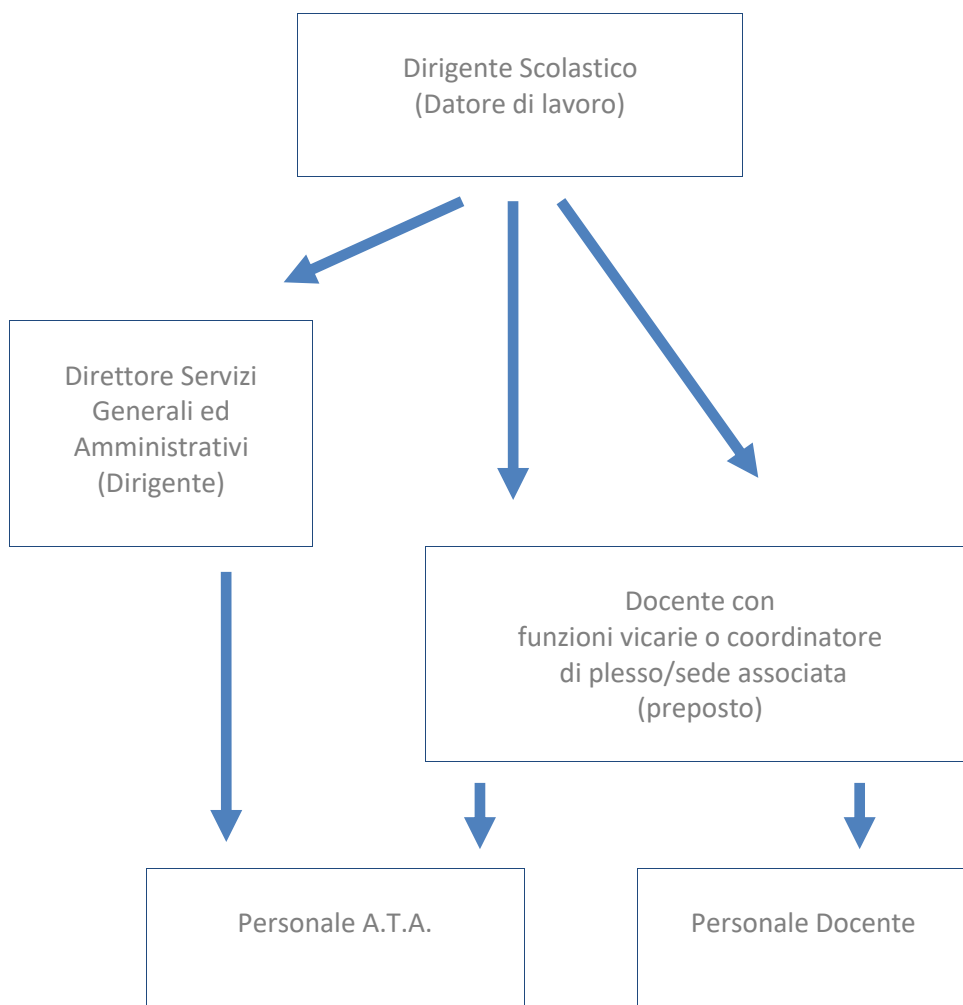 Dirigente Scolastico
(Datore di lavoro)
Direttore Servizi
Generali ed
Amministrativi
(Dirigente)
Docente con
funzioni vicarie o coordinatore
di plesso/sede associata
(preposto)
Personale A.T.A.
Personale Docente